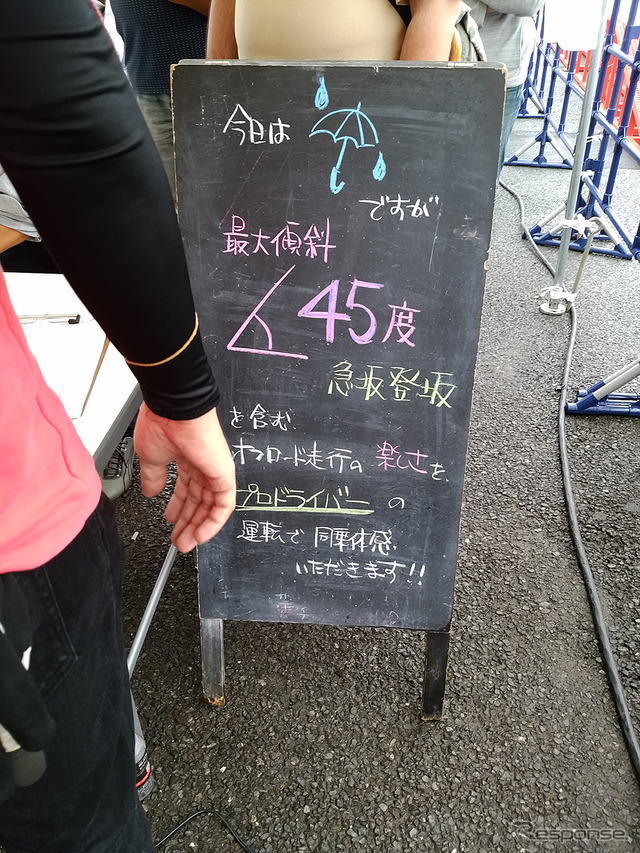 今日は
ですが
最大傾斜
45度
急坂登坂
を含む
オフロード走行の楽しさを、
プロドライバーの
運転で同乗体感
いただきます!!
Response.